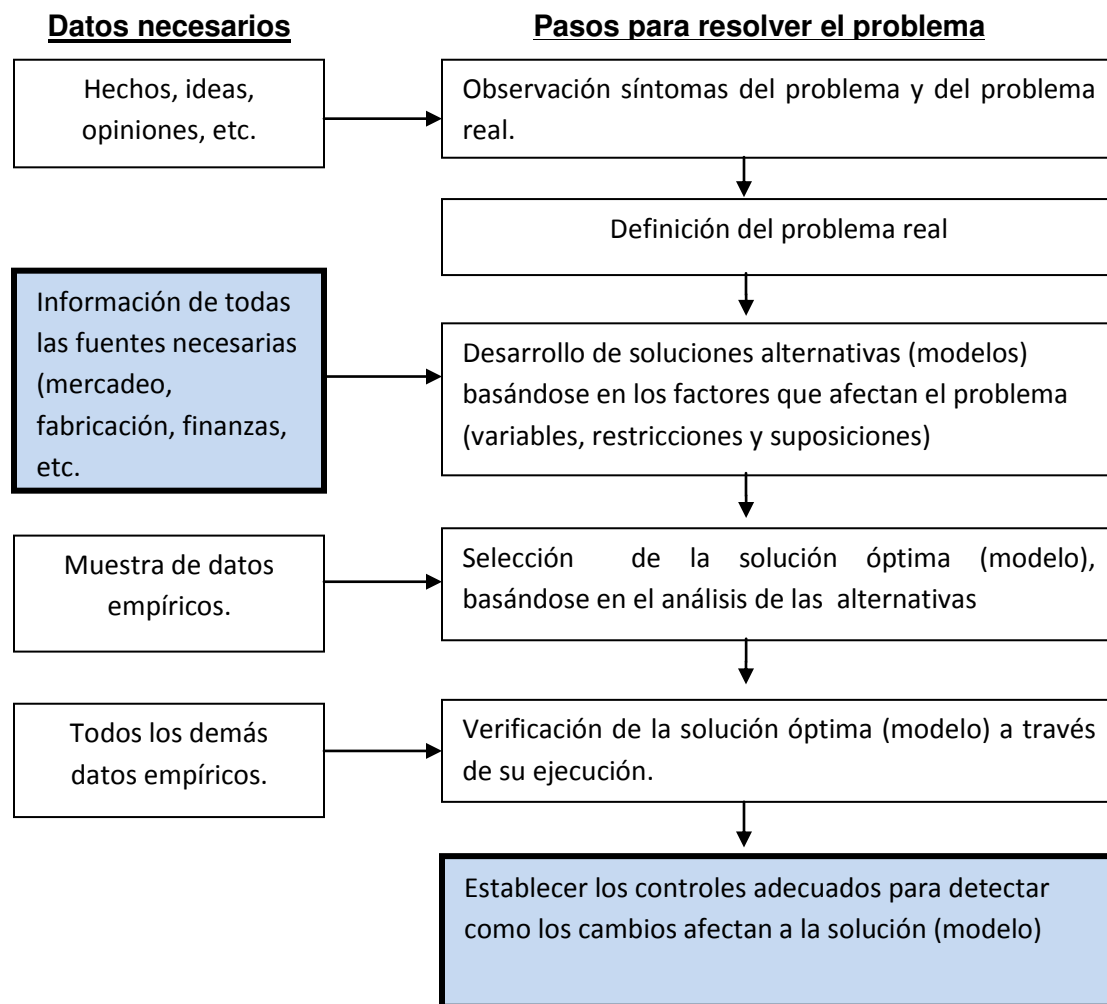 Datos necesarios
Pasos para resolver el problema
Hechos, ideas,
opiniones, etc.
Observación síntomas del problema y del problema
real.
Definición del problema real
Información de todas
las fuentes necesarias
(mercadeo,
fabricación, finanzas,
etc.
Desarrollo de soluciones alternativas (modelos)
basándose en los factores que afectan el problema
(variables, restricciones y suposiciones)
Muestra de datos
empíricos.
Selección de la solución óptima (modelo),
basándose en el análisis de las alternativas
Todos los demás
datos empíricos.
Verificación de la solución óptima (modelo) a través
de su ejecución.
Establecer los controles adecuados para detectar
como los cambios afectan a la solución (modelo)